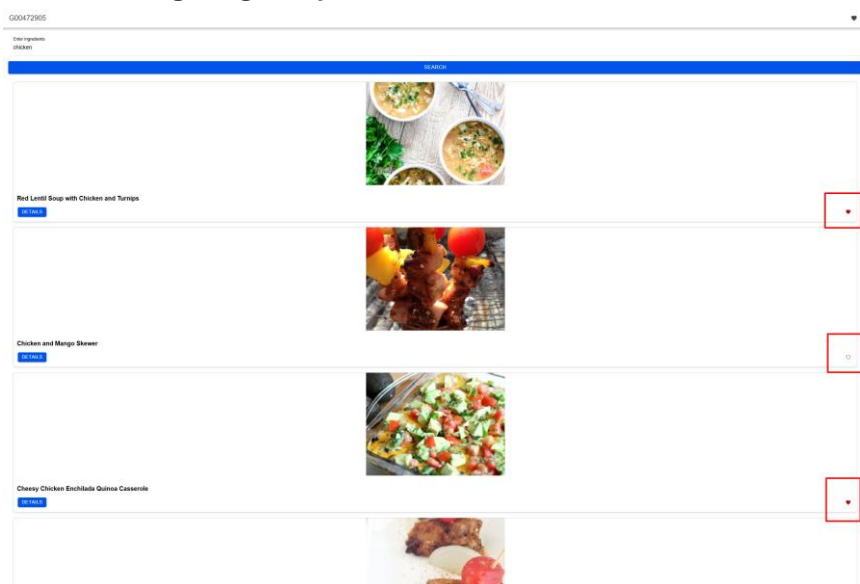 G00472905
Enter ingredients
chicken
SEARCH
Red Lentil Soup with Chicken and Turnips
DETAILS
Chicken and Mango Skewer
DETAILS
Cheesy Chicken Enchilada Quinoa Casserole
DETAILS